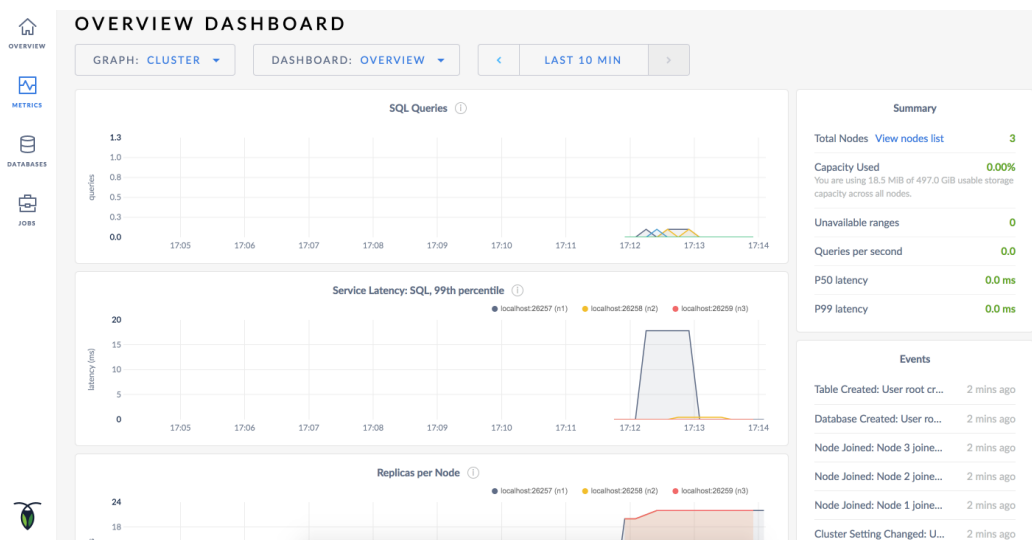 OVERVIEW DASHBOARD
OVERVIEW
METRICS
DATABASES
JOBS
GRAPH: CLUSTER
DASHBOARD: OVERVIEW
LAST 10 MIN
SQL Queries
queries
1.3
1.0
0.8
0.5
0.3
0.0
17:05 17:06 17:07 17:08 17:09 17:10 17:11 17:12 17:13 17:14
Service Latency: SQL, 99th percentile
localhost:26257 (n1) localhost:26258 (n2) localhost:26259 (n3)
latency (ms)
20
15
10
5
0
17:05 17:06 17:07 17:08 17:09 17:10 17:11 17:12 17:13 17:14
Replicas per Node
localhost:26257 (n1) localhost:26258 (n2) localhost:26259 (n3)
24
18
Summary
Total Nodes View nodes list 3
Capacity Used 0.00%
You are using 18.5 MiB of 497.0 GiB usable storage
capacity across all nodes.
Unavailable ranges 0
Queries per second 0.0
P50 latency 0.0 ms
P99 latency 0.0 ms
Events
Table Created: User root cr... 2 mins ago
Database Created: User ro... 2 mins ago
Node Joined: Node 3 joine... 2 mins ago
Node Joined: Node 2 joine... 2 mins ago
Node Joined: Node 1 joine... 2 mins ago
Cluster Setting Changed: U... 2 mins ago